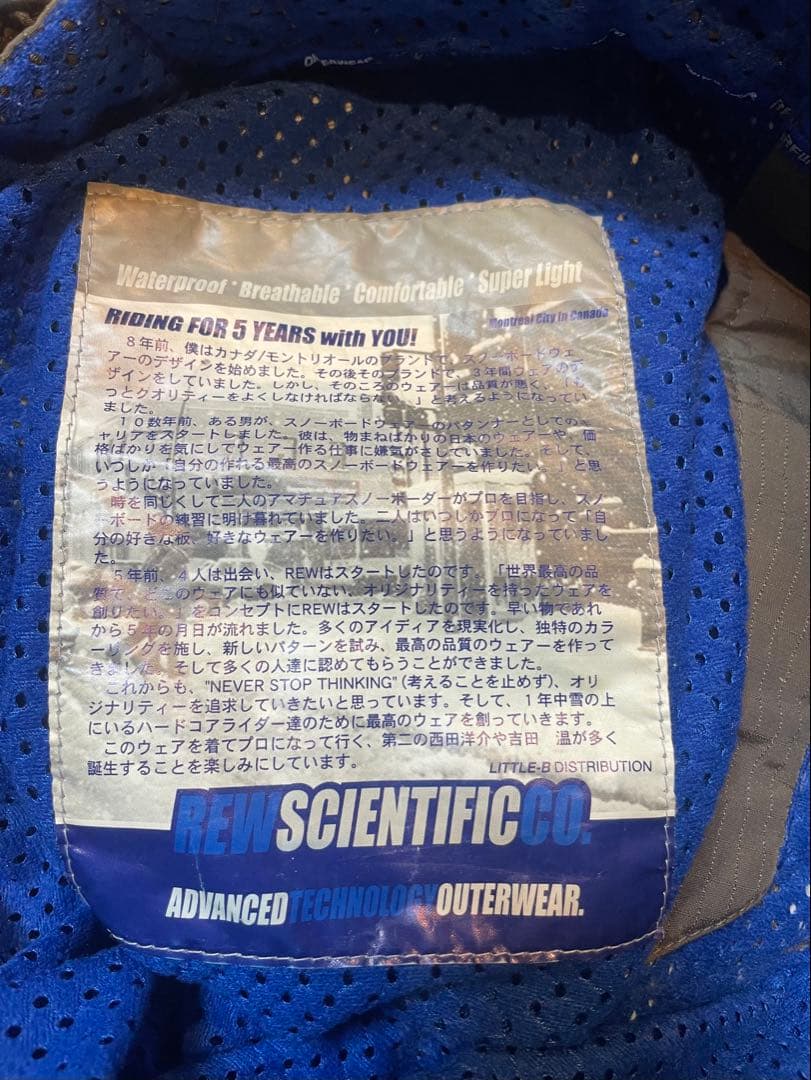 Waterproof * Breathable * Comfortable * Super Light
RIDING FOR 5 YEARS with YOU!
Montreal City in Canada
8年前、僕はカナダ/モントリオールのブランドで、スノーボードウェ
アーのデザインを始めました。その後そのブランドで、3年間ウェアのデ
ザインをしていました。しかし、そのころのウェアーは品質が悪く、「も
っとクオリティーをよくしなければならない。」と考えるようになってい
ました。
10数年前、ある男が、スノーボードウェアーのパタンナーとしてのキ
ャリアをスタートしました。彼は、物まねばかりの日本のウェアーや、価
格ばかりを気にしてウェアー作る仕事に嫌気がさしていました。そして、
いつしか「自分の作れる最高のスノーボードウェアーを作りたい。」と思
うようになっていました。
時を同じくして二人のアマチュアスノーボーダーがプロを目指し、スノ
ーボードの練習に明け暮れていました。二人はいつしかプロになって「自
分の好きな板、好きなウェアーを作りたい。」と思うようになっていまし
た。
5年前、4人は出会い、REWはスタートしたのです。「世界最高の品
質で、どこのウェアにも似ていない、オリジナリティーを持ったウェアを
創りたい。」をコンセプトにREWはスタートしたのです。早い物であれ
から5年の月日が流れました。多くのアイディアを現実化し、独特のカラ
ーリングを施し、新しいパターンを試み、最高の品質のウェアーを作って
きました。そして多くの人達に認めてもらうことができました。
これからも、"NEVER STOP THINKING"(考えることを止めず)、オリ
ジナリティーを追求していきたいと思っています。そして、1年中雪の上
にいるハードコアライダー達のために最高のウェアを創っていきます。
このウェアを着てプロになって行く、第二の西田洋介や吉田 温が多く
誕生することを楽しみにしています。
LITTLE-B DISTRIBUTION
REWSCIENTIFICCO.
ADVANCEDTECHNOLOGYOUTERWEAR.